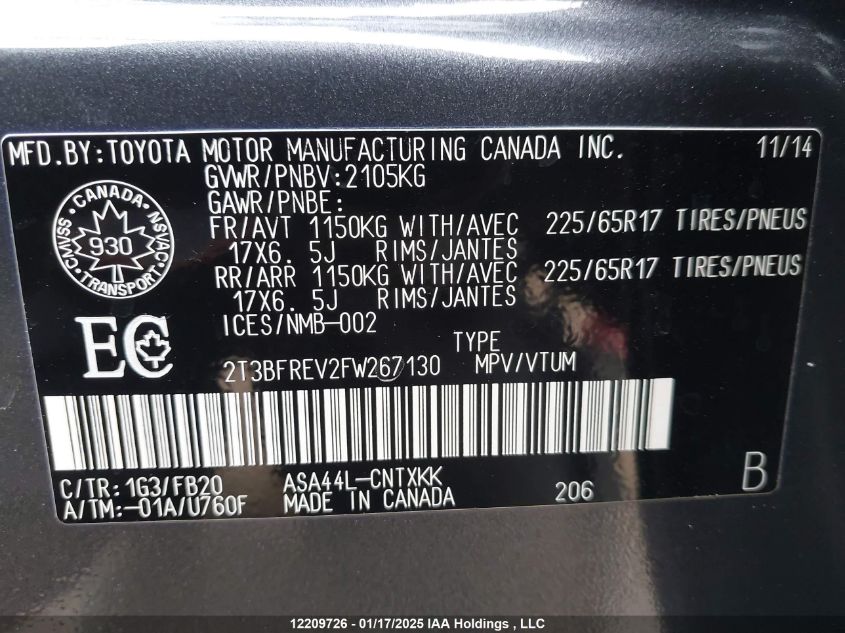 MFD.BY:TOYOTA MOTOR MANUFACTURING CANADA INC. 11/14
GVWR/PNBV:2105KG
GAWR/PNBE:
FR/AVT 1150KG WITH/AVEC 225/65R17 TIRES/PNEUS
17X6. 5J RIMS/JANTES
RR/ARR 1150KG WITH/AVEC 225/65R17 TIRES/PNEUS
17X6. 5J RIMS/JANTES
ICES/NMB-002
CANADA
CMVSS
930
NSVAC
TRANSPORT
EC
TYPE
2T3BFREV2FW267130 MPV/VTUM
C/TR: 1G3/FB20 ASA44L-CNTXKK
A/TM:-01A/U760F MADE IN CANADA 206 B
12209726 - 01/17/2025 IAA Holdings , LLC